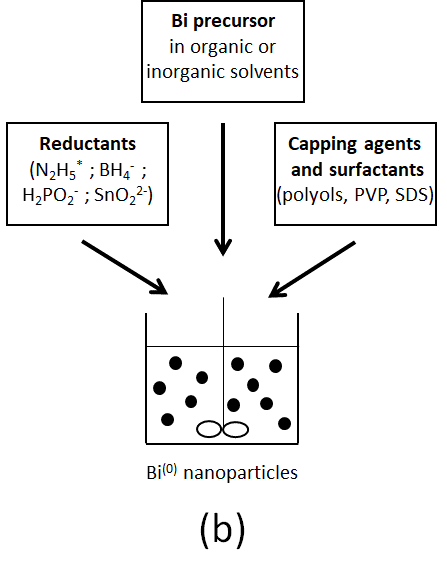 Bi precursor
in organic or
inorganic solvents
Reductants
(N₂H₅* ; BH₄⁻ ;
H₂PO₂⁻ ; SnO₂²⁻)
Capping agents
and surfactants
(polyols, PVP, SDS)
Bi⁽⁰⁾ nanoparticles
(b)